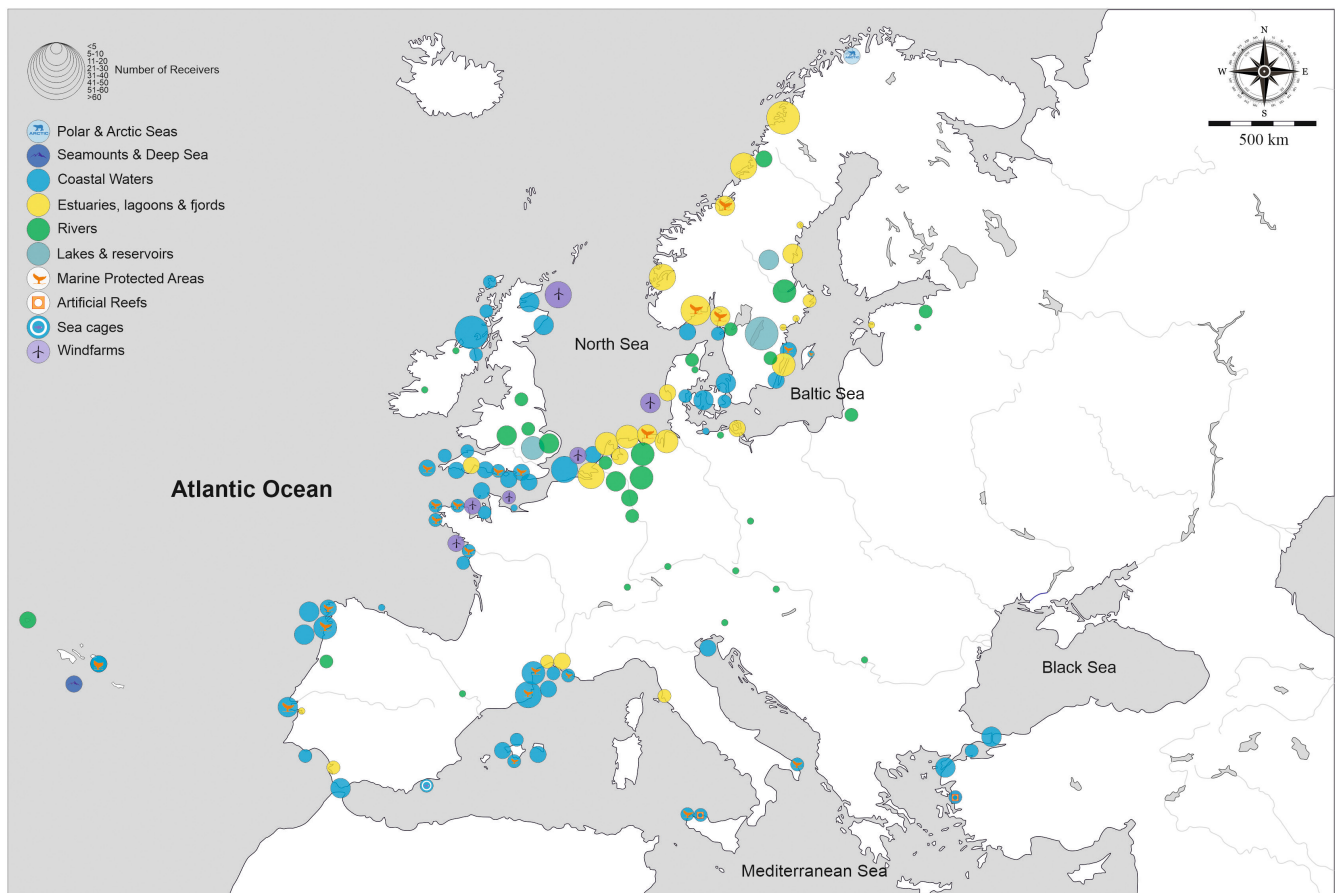 <5
5-10
11-20
21-30
31-40
41-50
51-60
>60
Number of Receivers
N
W
E
S
500 km
ARCTIC
Polar & Arctic Seas
Seamounts & Deep Sea
Coastal Waters
Estuaries, lagoons & fjords
Rivers
Lakes & reservoirs
Marine Protected Areas
Artificial Reefs
Sea cages
Windfarms
North Sea
Baltic Sea
Atlantic Ocean
Black Sea
Mediterranean Sea